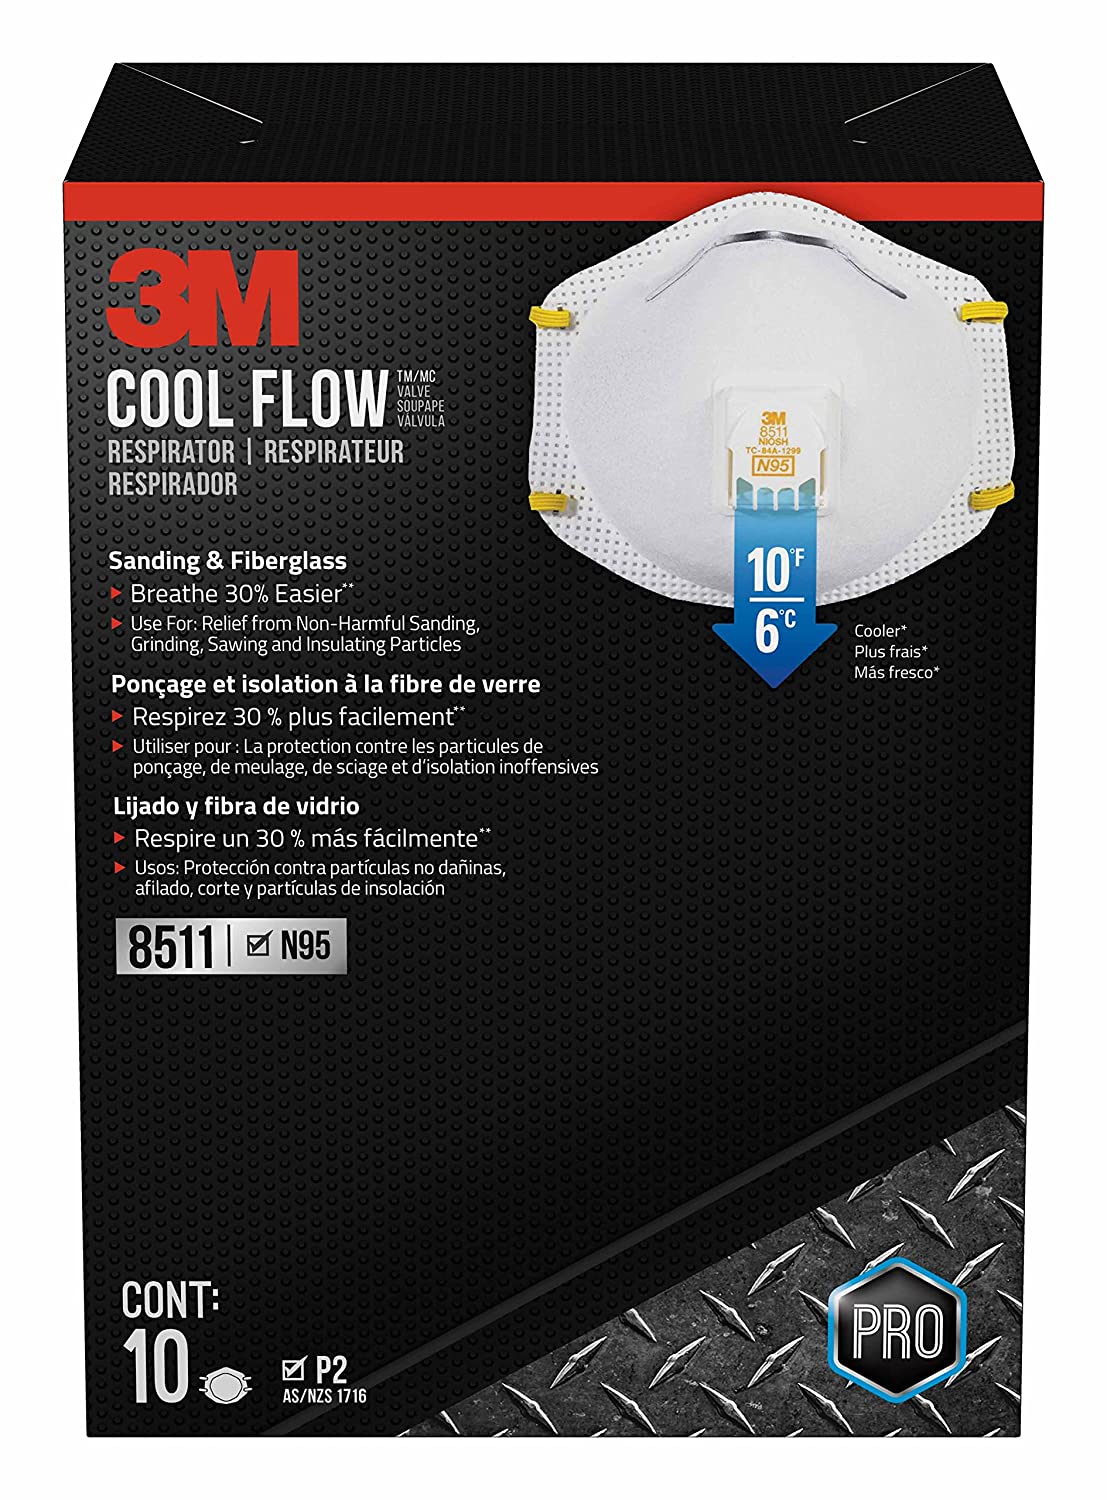 3M
COOL FLOW
TM/MC
VALVE
SOUPAPE
VÁLVULA
RESPIRATOR | RESPIRATEUR
RESPIRADOR
3M
8511
NIOSH
TC-84A-1299
N95
10°F
6°C
Cooler*
Plus frais*
Más fresco*
Sanding & Fiberglass
Breathe 30% Easier**
Use For: Relief from Non-Harmful Sanding,
Grinding, Sawing and Insulating Particles
Ponçage et isolation à la fibre de verre
Respirez 30 % plus facilement**
Utiliser pour : La protection contre les particules de
ponçage, de meulage, de sciage et d'isolation inoffensives
Lijado y fibra de vidrio
Respire un 30 % más fácilmente**
Usos: Protección contra partículas no dañinas,
afilado, corte y partículas de insolación
8511 | N95
CONT:
10
P2
AS/NZS 1716
PRO